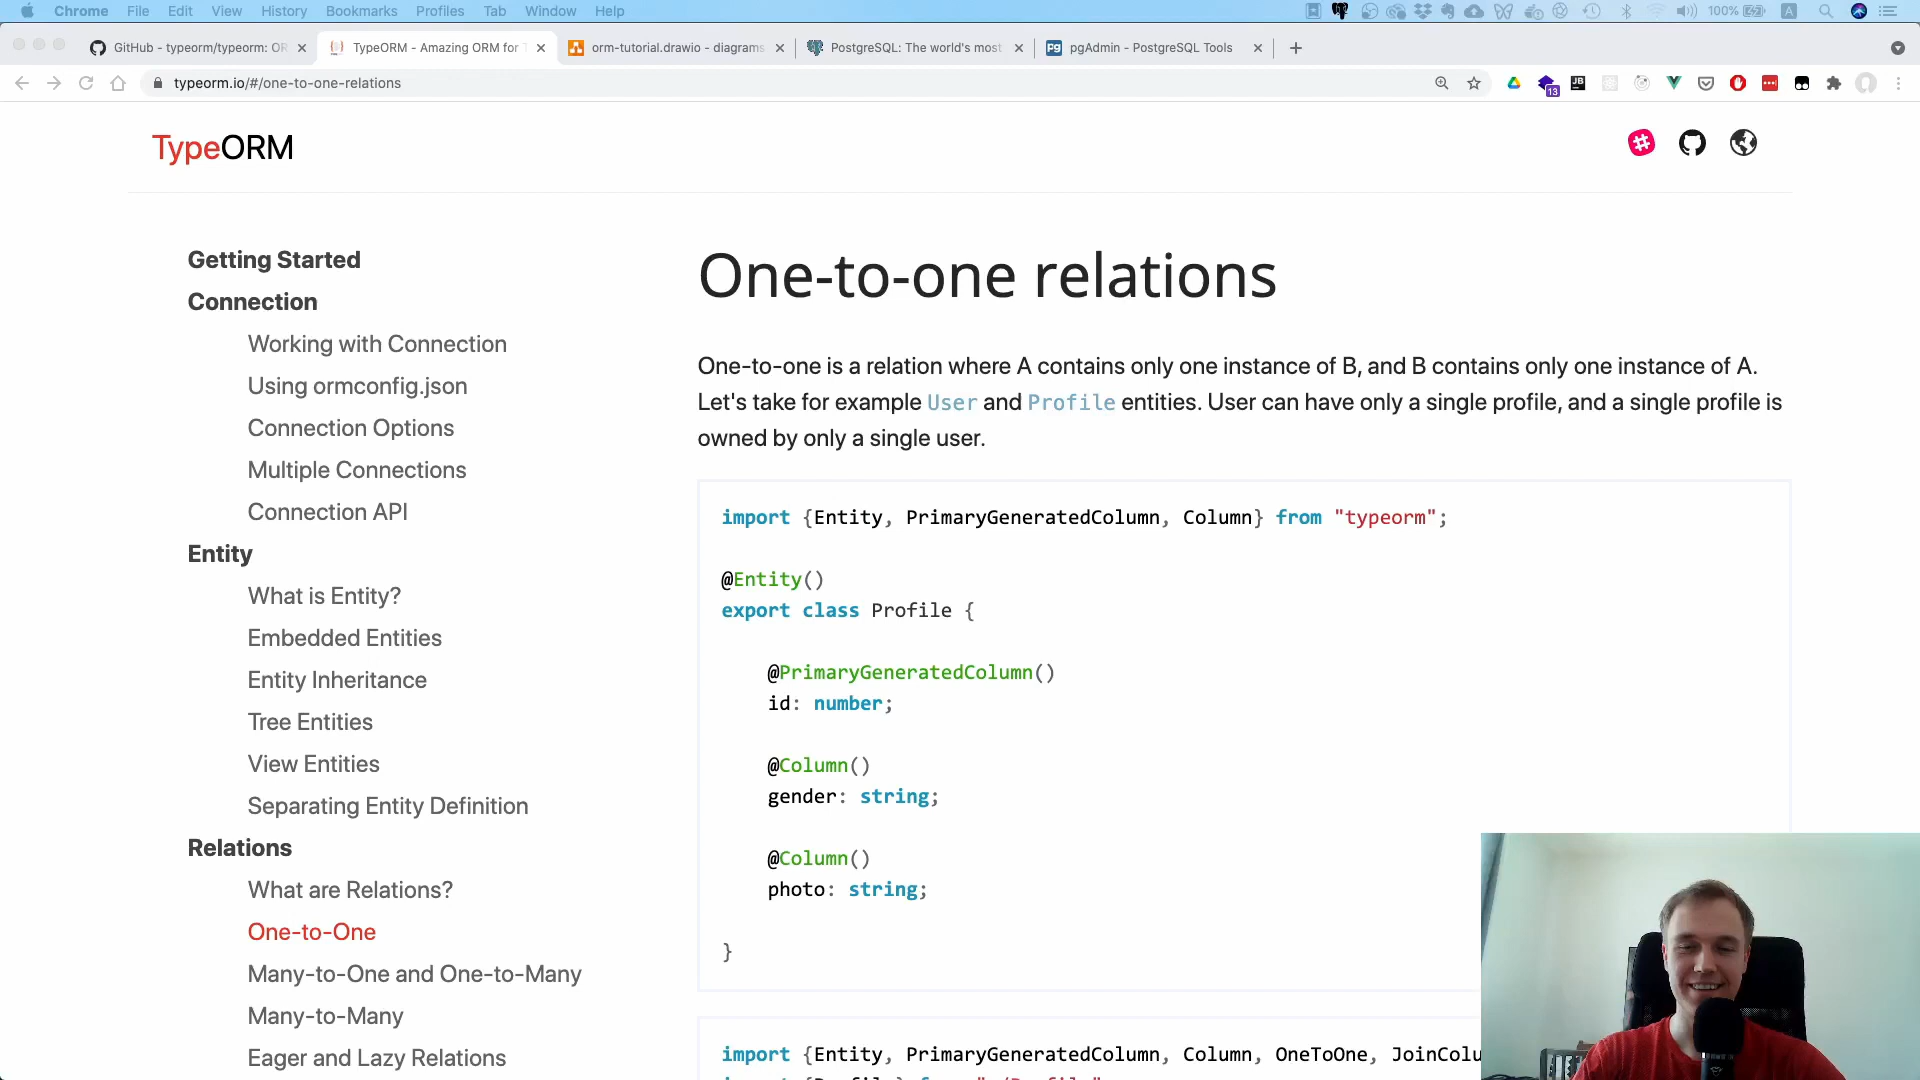 Chrome File Edit View History Bookmarks Profiles Tab Window Help 100%
GitHub - typeorm/typeorm: OR
TypeORM - Amazing ORM for T
orm-tutorial.drawio - diagrams
PostgreSQL: The world's most
pgAdmin - PostgreSQL Tools
typeorm.io/#/one-to-one-relations
13
TypeORM
Getting Started
Connection
Working with Connection
Using ormconfig.json
Connection Options
Multiple Connections
Connection API
Entity
What is Entity?
Embedded Entities
Entity Inheritance
Tree Entities
View Entities
Separating Entity Definition
Relations
What are Relations?
One-to-One
Many-to-One and One-to-Many
Many-to-Many
Eager and Lazy Relations
One-to-one relations
One-to-one is a relation where A contains only one instance of B, and B contains only one instance of A.
Let's take for example User and Profile entities. User can have only a single profile, and a single profile is
owned by only a single user.
import {Entity, PrimaryGeneratedColumn, Column} from "typeorm";
@Entity()
export class Profile {
@PrimaryGeneratedColumn()
id: number;
@Column()
gender: string;
@Column()
photo: string;
}
import {Entity, PrimaryGeneratedColumn, Column, OneToOne, JoinColu